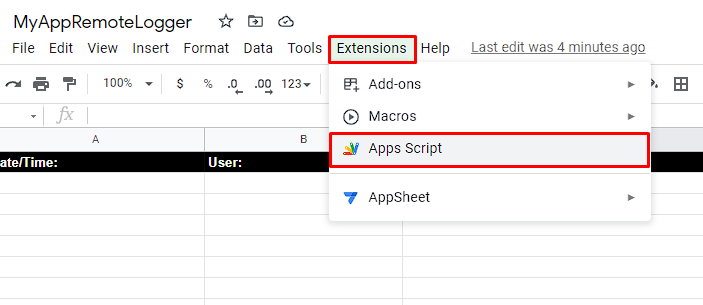 MyAppRemoteLogger
File Edit View Insert Format Data Tools Extensions Help Last edit was 4 minutes ago
100% $ % .0 .00 123
fx
Add-ons
Macros
A B
Apps Script
ate/Time: User:
AppSheet